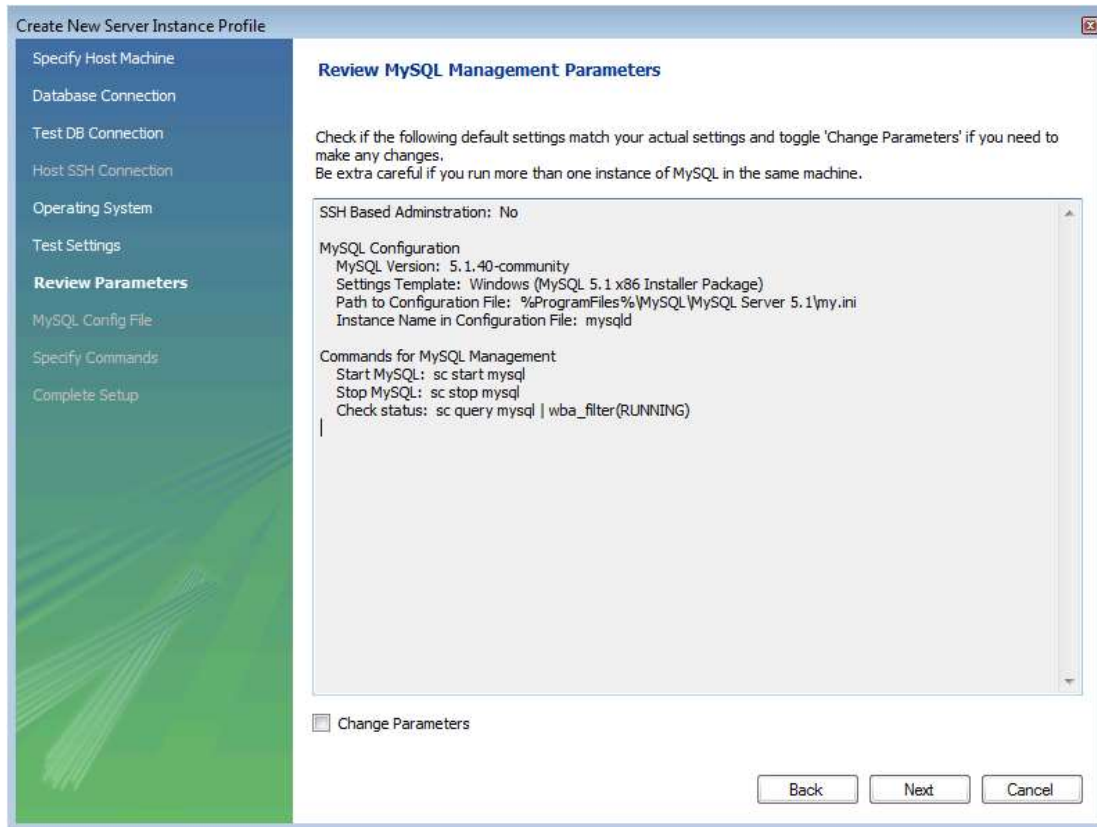 Create New Server Instance Profile
Specify Host Machine
Database Connection
Test DB Connection
Host SSH Connection
Operating System
Test Settings
Review Parameters
MySQL Config File
Specify Commands
Complete Setup
Review MySQL Management Parameters
Check if the following default settings match your actual settings and toggle 'Change Parameters' if you need to
make any changes.
Be extra careful if you run more than one instance of MySQL in the same machine.
SSH Based Adminstration: No
MySQL Configuration
MySQL Version: 5.1.40-community
Settings Template: Windows (MySQL 5.1 x86 Installer Package)
Path to Configuration File: %ProgramFiles%\MySQL\MySQL Server 5.1\my.ini
Instance Name in Configuration File: mysqld
Commands for MySQL Management
Start MySQL: sc start mysql
Stop MySQL: sc stop mysql
Check status: sc query mysql | wba_filter(RUNNING)
Change Parameters
Back
Next
Cancel